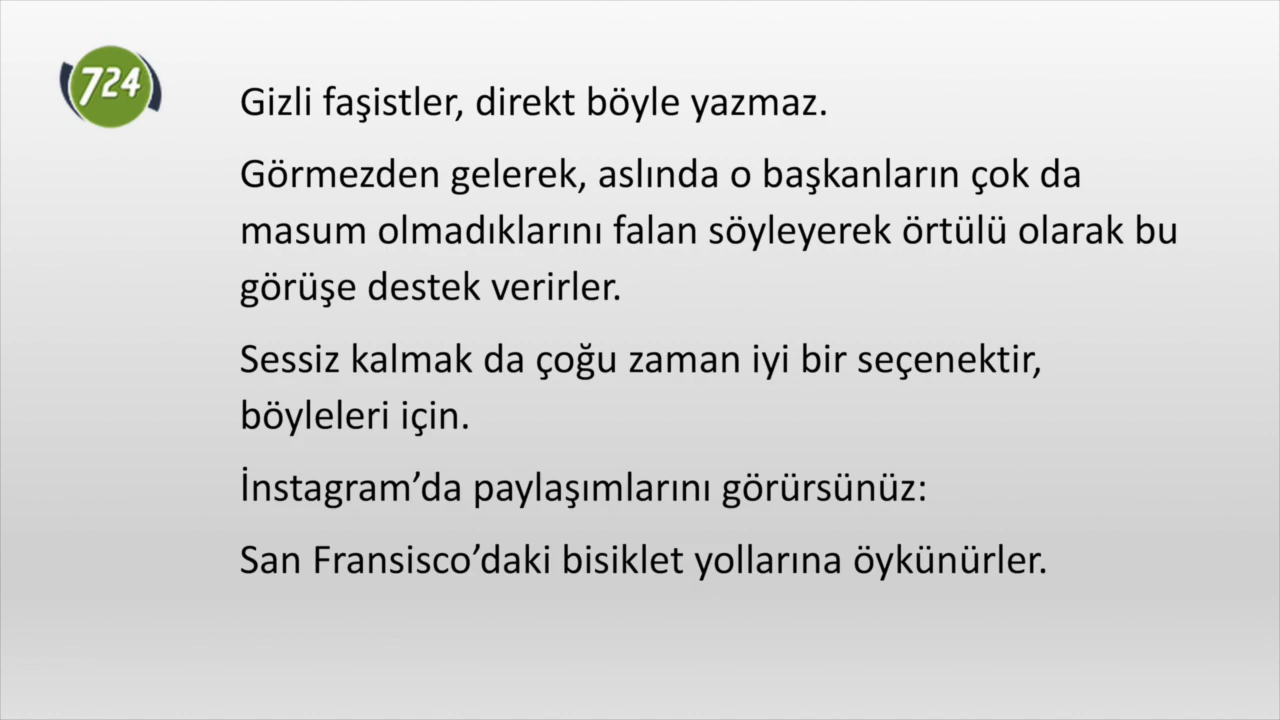 724
Gizli faşistler, direkt böyle yazmaz.
Görmezden gelerek, aslında o başkanların çok da
masum olmadıklarını falan söyleyerek örtülü olarak bu
görüşe destek verirler.
Sessiz kalmak da çoğu zaman iyi bir seçenektir,
böyleleri için.
İnstagram’da paylaşımlarını görürsünüz:
San Fransisco’daki bisiklet yollarına öykünürler.